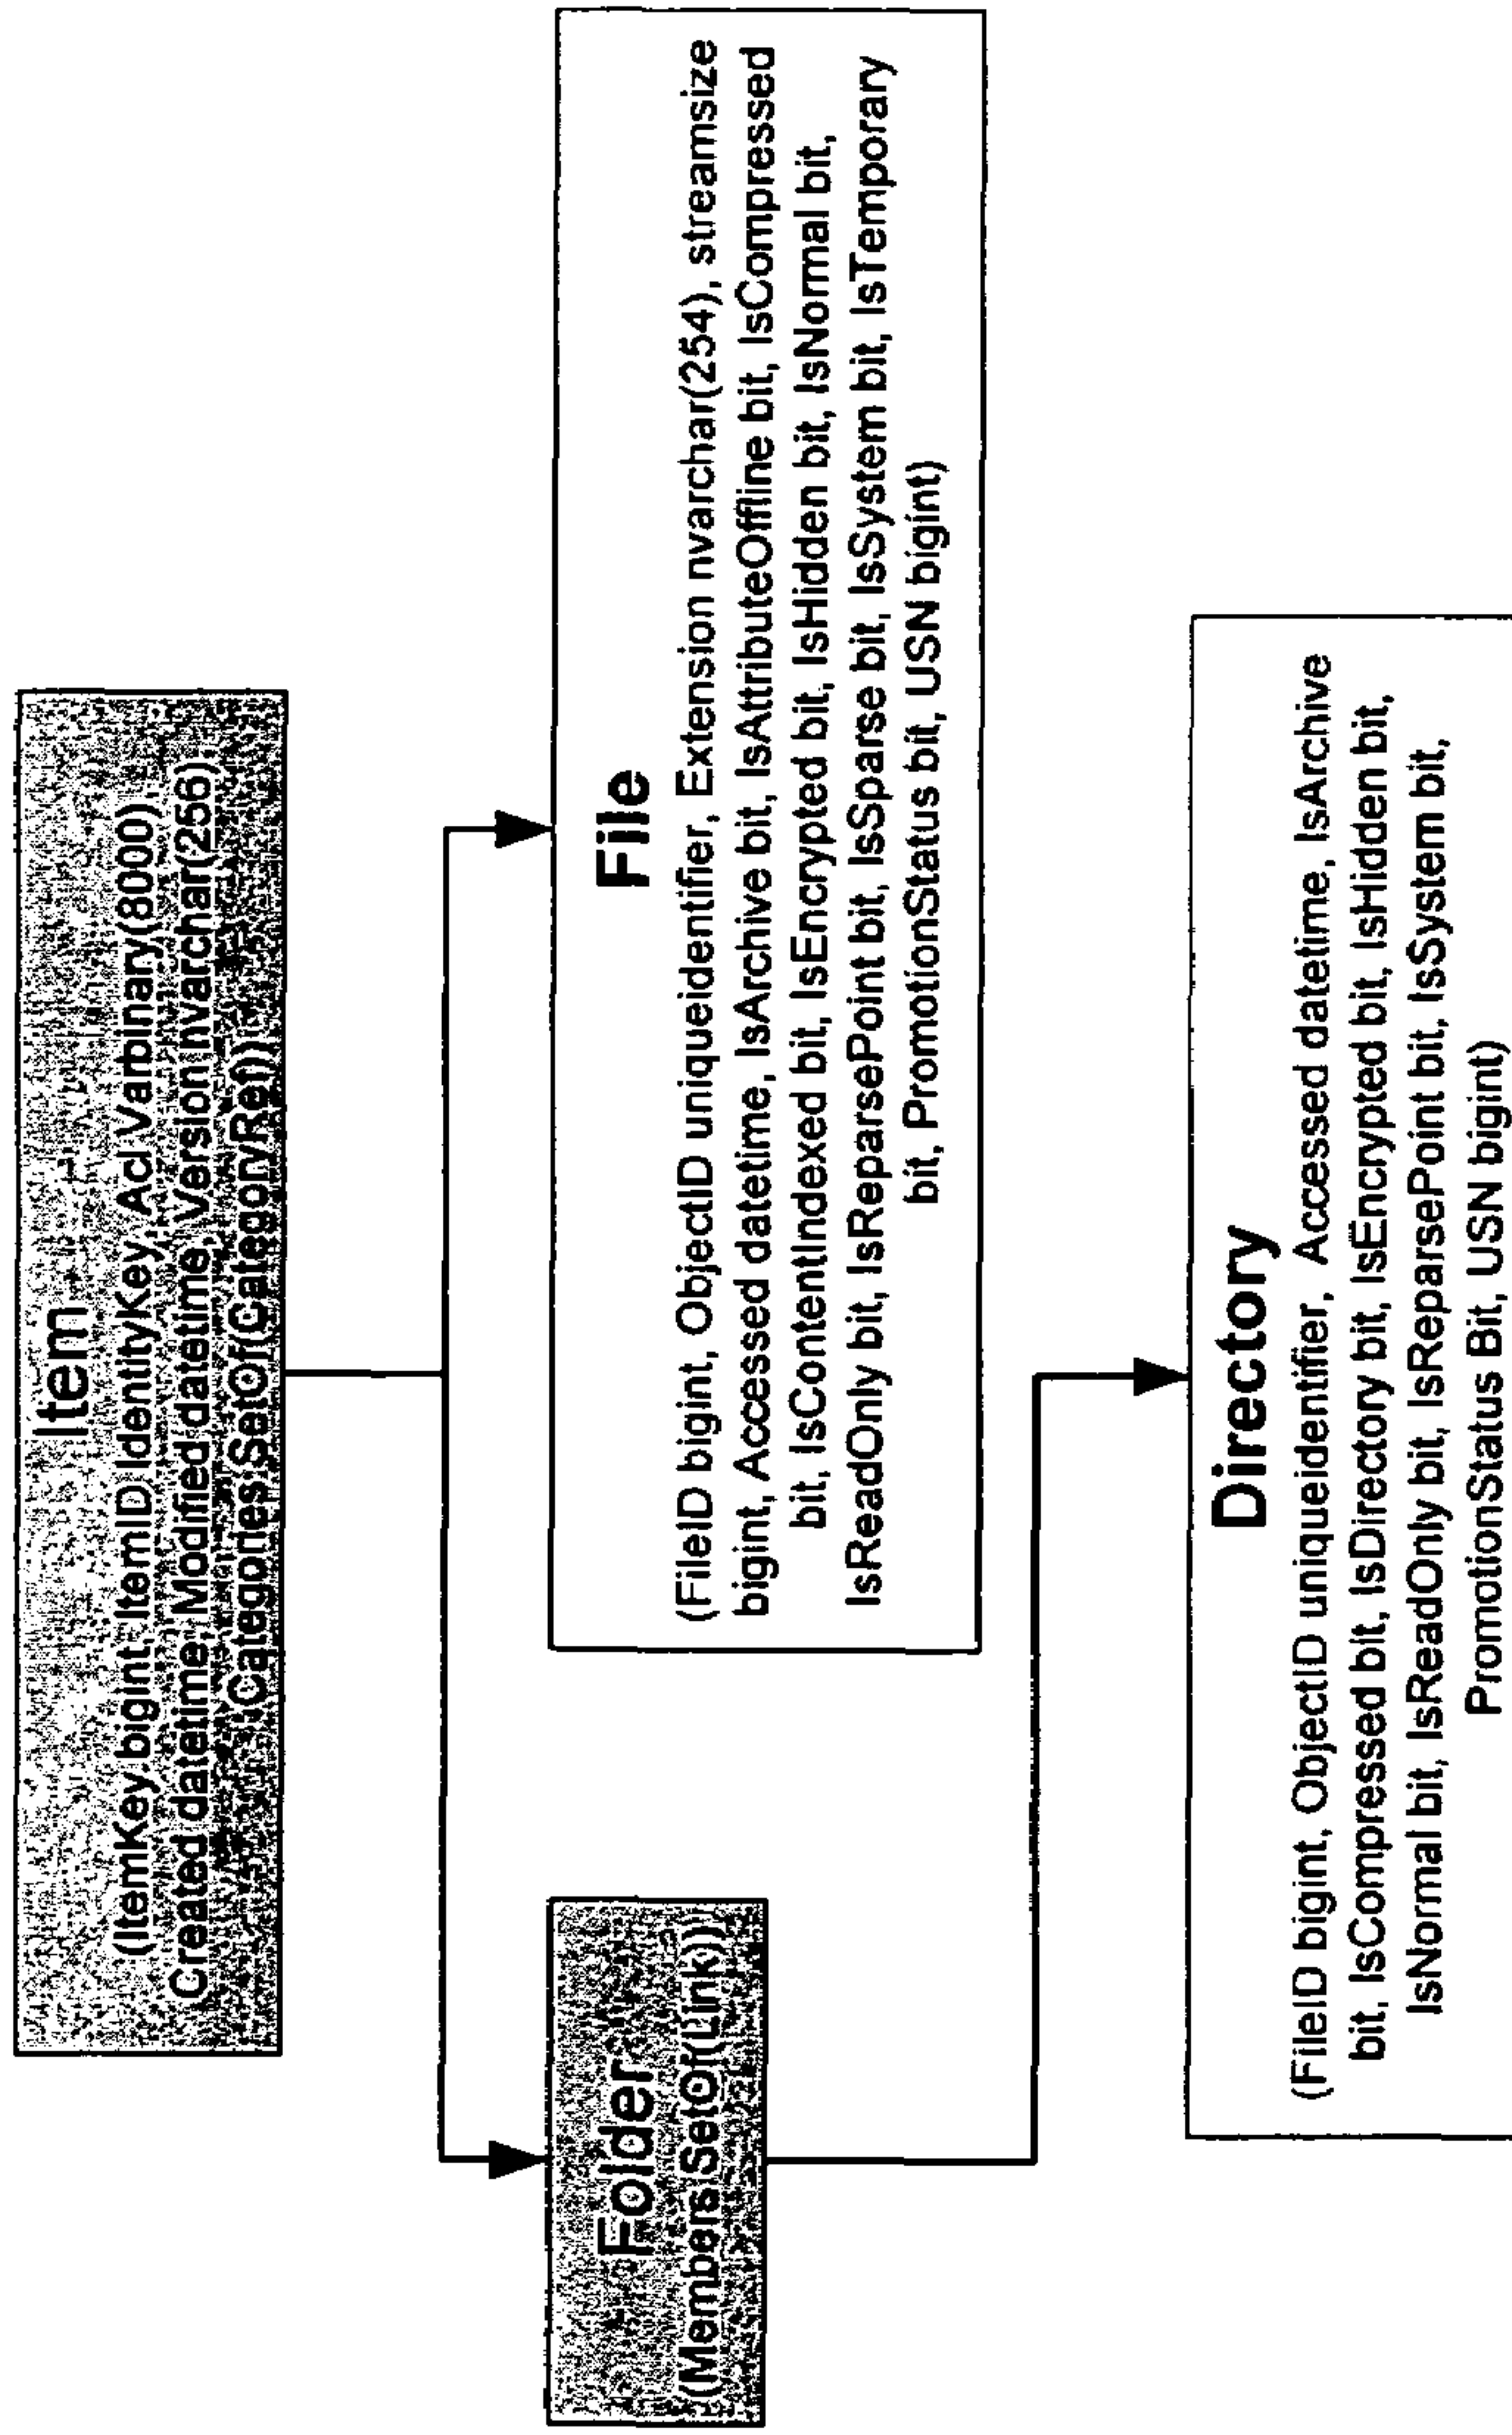 Item
(ItemKey bigint, ItemID IdentityKey, Acl Varbinary(8000),
Created datetime, Modified datetime, Version nvarchar(256),
(Categories SetOf(CategoryRef))
Folder
(Members Setof(Link))
File
(FileID bigint, ObjectID uniqueidentifier, Extension nvarchar(254), streamsize
bigint, Accessed datetime, IsArchive bit, IsAttributeOffline bit, IsCompressed
bit, IsContentIndexed bit, IsEncrypted bit, IsHidden bit, IsNormal bit,
IsReadOnly bit, IsReparsePoint bit, IsSparse bit, IsSystem bit, IsTemporary
bit, PromotionStatus bit, USN bigint)
Directory
(FileID bigint, ObjectID uniqueidentifier, Accessed datetime, IsArchive
bit, IsCompressed bit, IsDirectory bit, IsEncrypted bit, IsHidden bit,
IsNormal bit, IsReadOnly bit, IsReparsePoint bit, IsSystem bit,
PromotionStatus Bit, USN bigint)